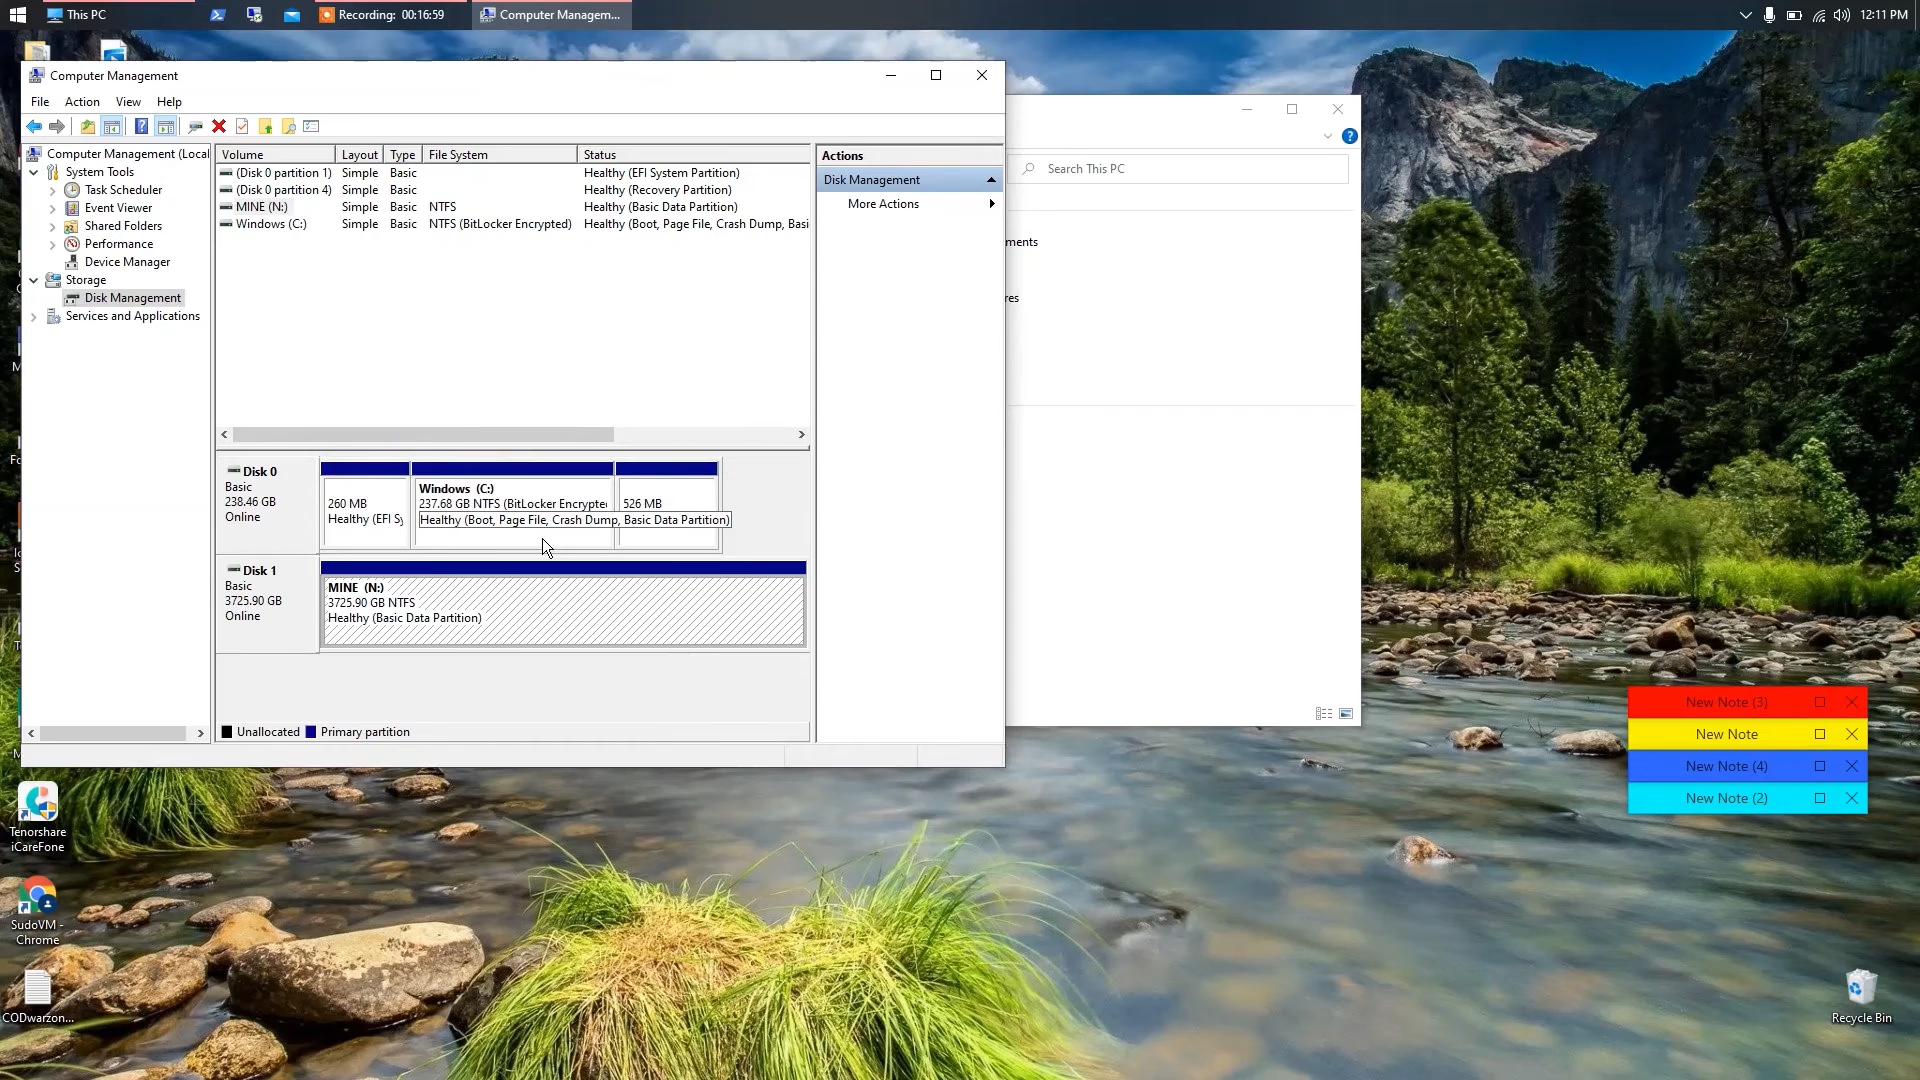 This PC
Recording: 00:16:59
Computer Managem...
12:11 PM
Computer Management
File Action View Help
Computer Management (Local
System Tools
Task Scheduler
Event Viewer
Shared Folders
Performance
Device Manager
Storage
Disk Management
Services and Applications
Volume Layout Type File System Status
(Disk 0 partition 1) Simple Basic Healthy (EFI System Partition)
(Disk 0 partition 4) Simple Basic Healthy (Recovery Partition)
MINE (N:) Simple Basic NTFS Healthy (Basic Data Partition)
Windows (C:) Simple Basic NTFS (BitLocker Encrypted) Healthy (Boot, Page File, Crash Dump, Basi
Actions
Disk Management
More Actions
Search This PC
ments
res
Disk 0
Basic
238.46 GB
Online
260 MB
Healthy (EFI Sy
Windows (C:)
237.68 GB NTFS (BitLocker Encrypte
Healthy (Boot, Page File, Crash Dump, Basic Data Partition)
526 MB
Disk 1
Basic
3725.90 GB
Online
MINE (N:)
3725.90 GB NTFS
Healthy (Basic Data Partition)
Unallocated Primary partition
New Note (3)
New Note
New Note (4)
New Note (2)
Tenorshare
iCareFone
SudoVM -
Chrome
CODwarzon...
Recycle Bin